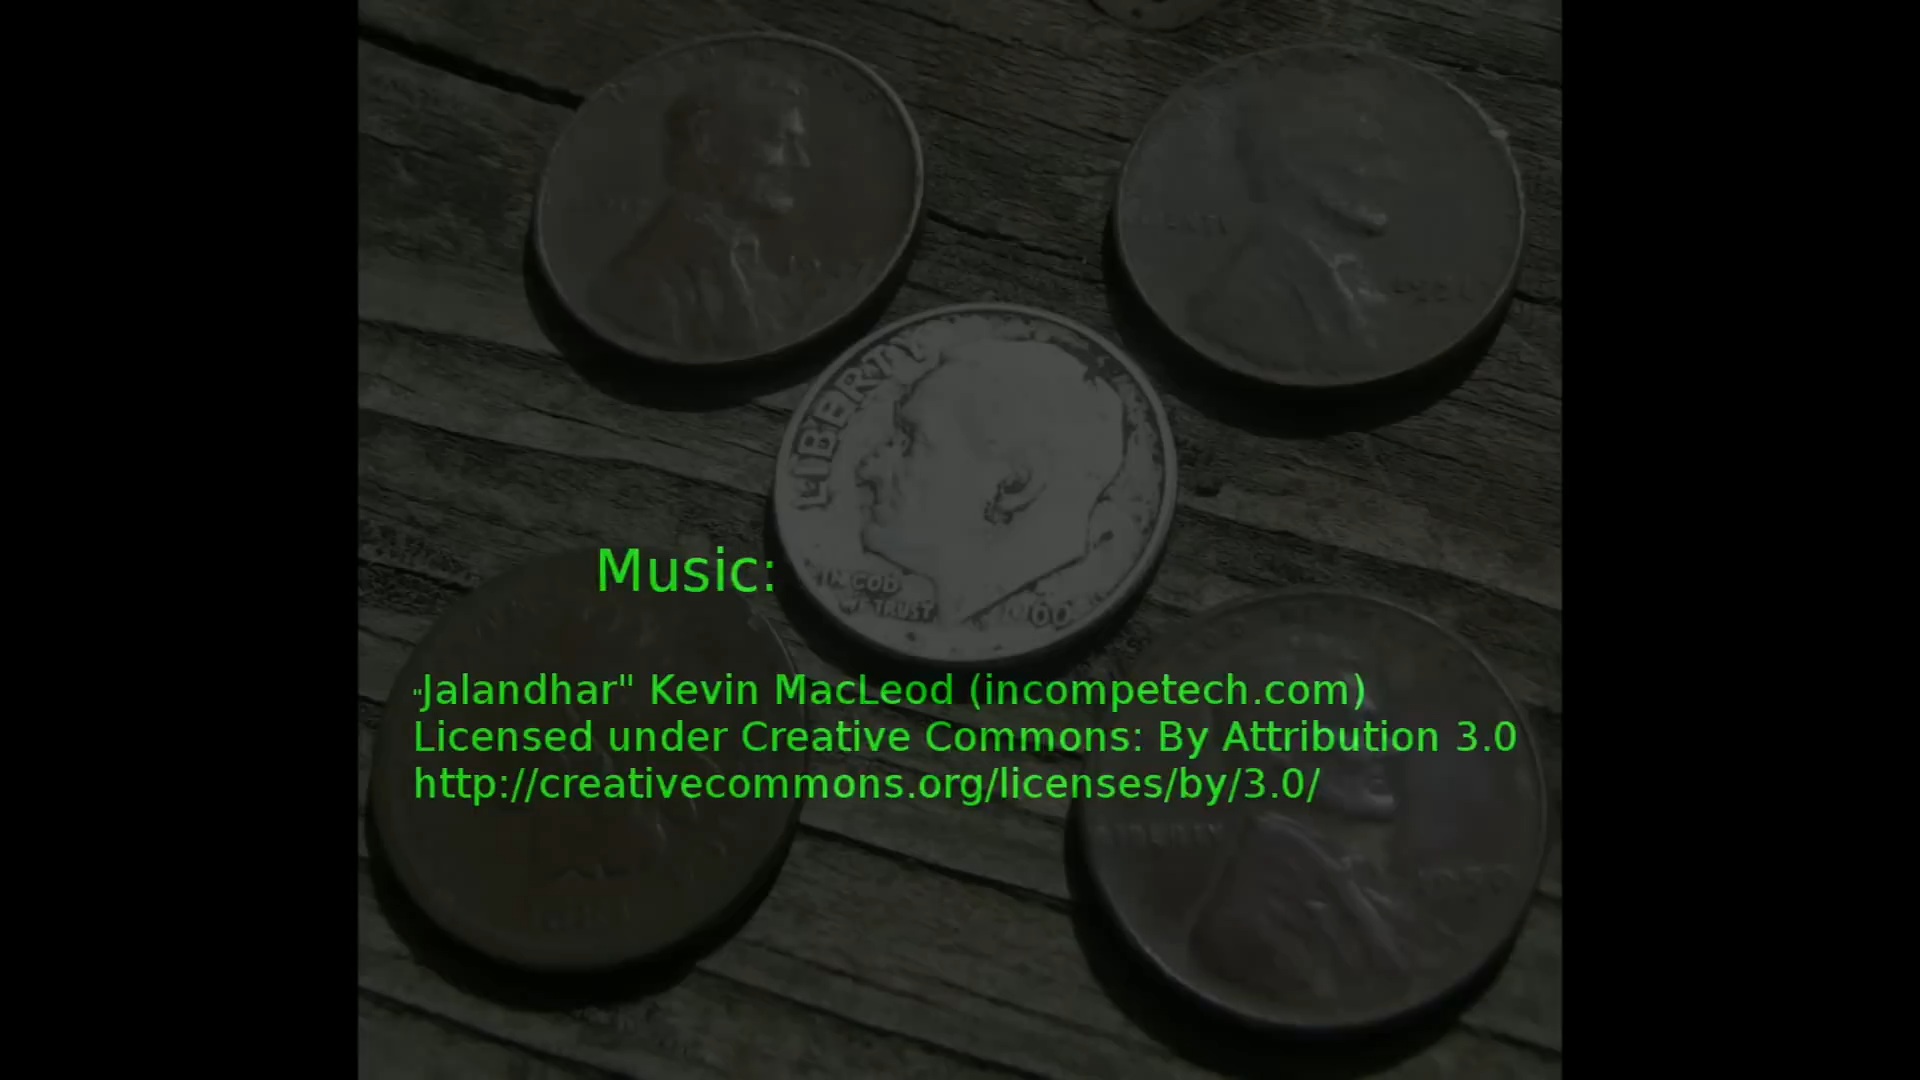 LIBERTY
IN GOD
WE TRUST
1960
Music:
"Jalandhar" Kevin MacLeod (incompetech.com)
Licensed under Creative Commons: By Attribution 3.0
http://creativecommons.org/licenses/by/3.0/